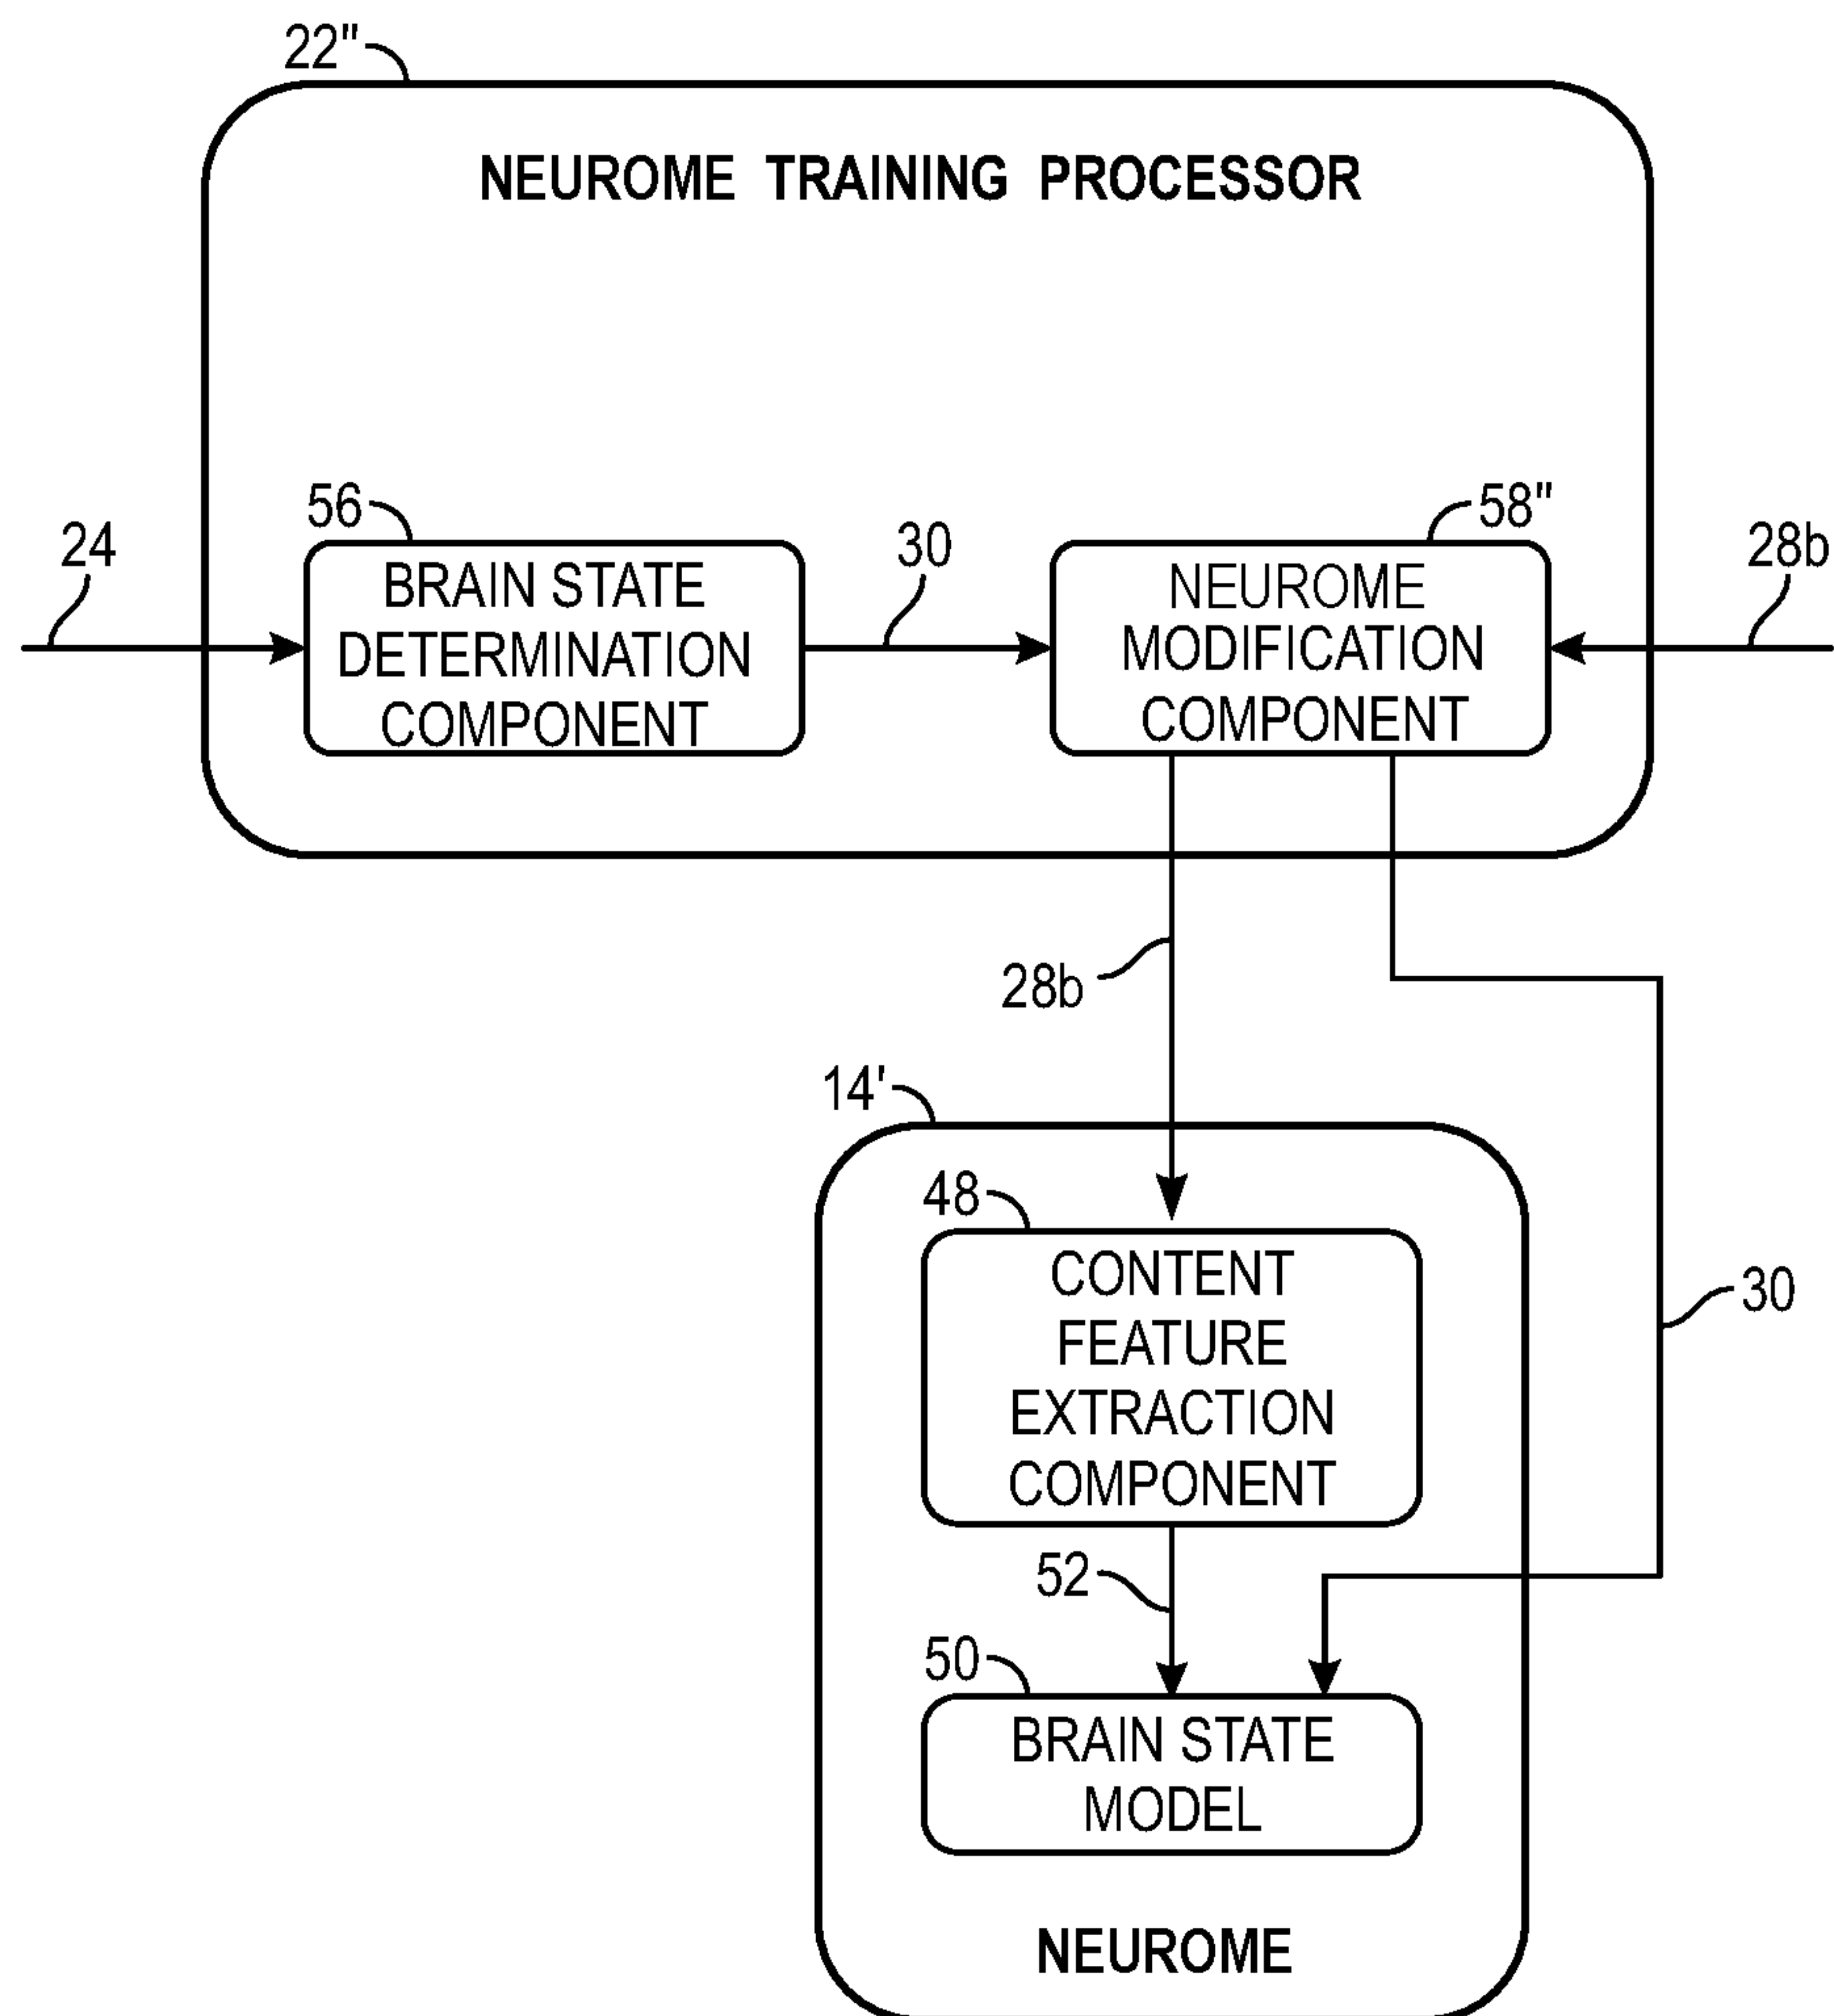 22"
NEUROME TRAINING PROCESSOR
24
56
BRAIN STATE
DETERMINATION
COMPONENT
30
58"
NEUROME
MODIFICATION
COMPONENT
28b
28b
14'
48
CONTENT
FEATURE
EXTRACTION
COMPONENT
30
52
50
BRAIN STATE
MODEL
NEUROME